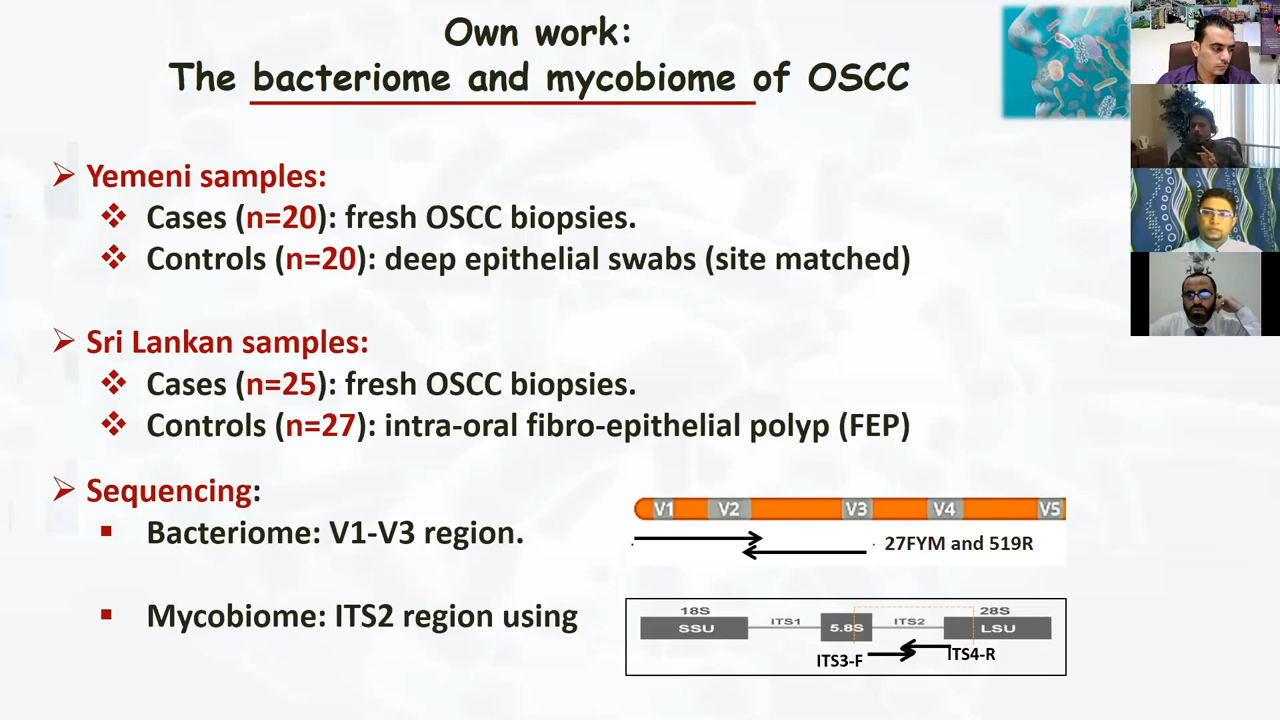 Own work:
The bacteriome and mycobiome of OSCC
Yemeni samples:
Cases (n=20): fresh OSCC biopsies.
Controls (n=20): deep epithelial swabs (site matched)
Sri Lankan samples:
Cases (n=25): fresh OSCC biopsies.
Controls (n=27): intra-oral fibro-epithelial polyp (FEP)
Sequencing:
Bacteriome: V1-V3 region.
V1 V2 V3 V4 V5
27FYM and 519R
Mycobiome: ITS2 region using
18S 28S
SSU ITS1 5.8S ITS2 LSU
ITS3-F ITS4-R